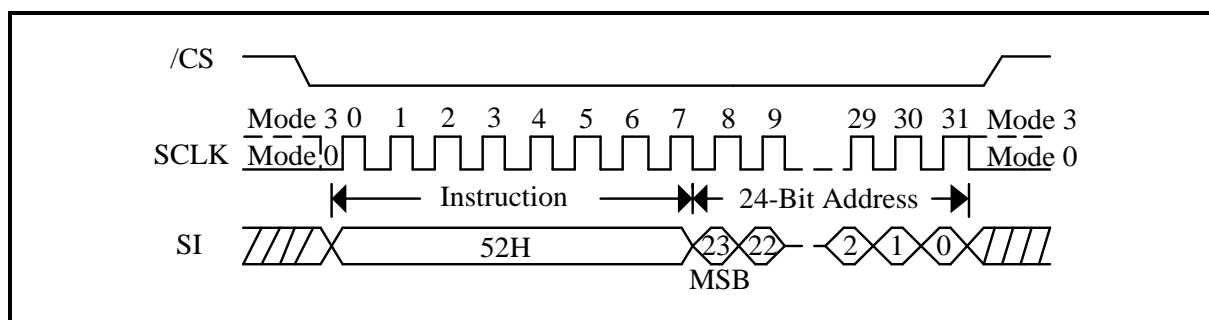 /CS
Mode 3 0 1 2 3 4 5 6 7 8 9 29 30 31 Mode 3
SCLK Mode 0 Mode 0
Instruction 24-Bit Address
SI 52H 23 22 2 1 0
MSB